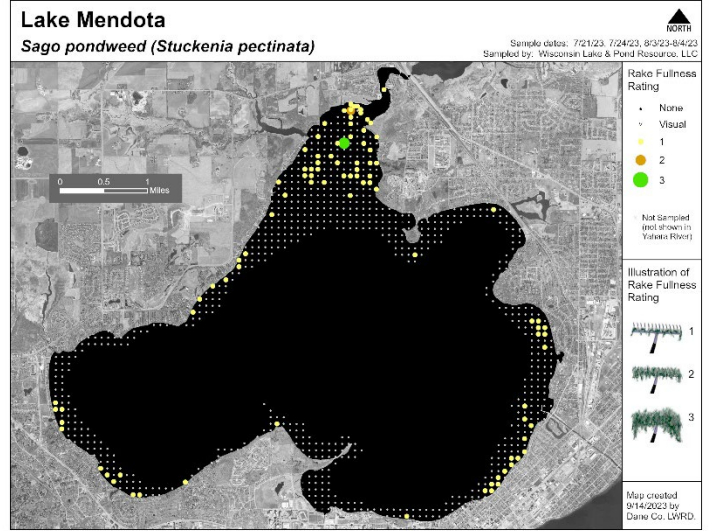 Lake Mendota
Sago pondweed (Stuckenia pectinata)
NORTH
Sample dates: 7/21/23, 7/24/23, 8/3/23-8/4/23
Sampled by: Wisconsin Lake & Pond Resource, LLC
Rake Fullness
Rating
None
Visual
1
2
3
Not Sampled
(not shown in
Yahara River)
0 0.5 1
Miles
Illustration of
Rake Fullness
Rating
1
2
3
Map created
9/14/2023 by
Dane Co. LWRD.